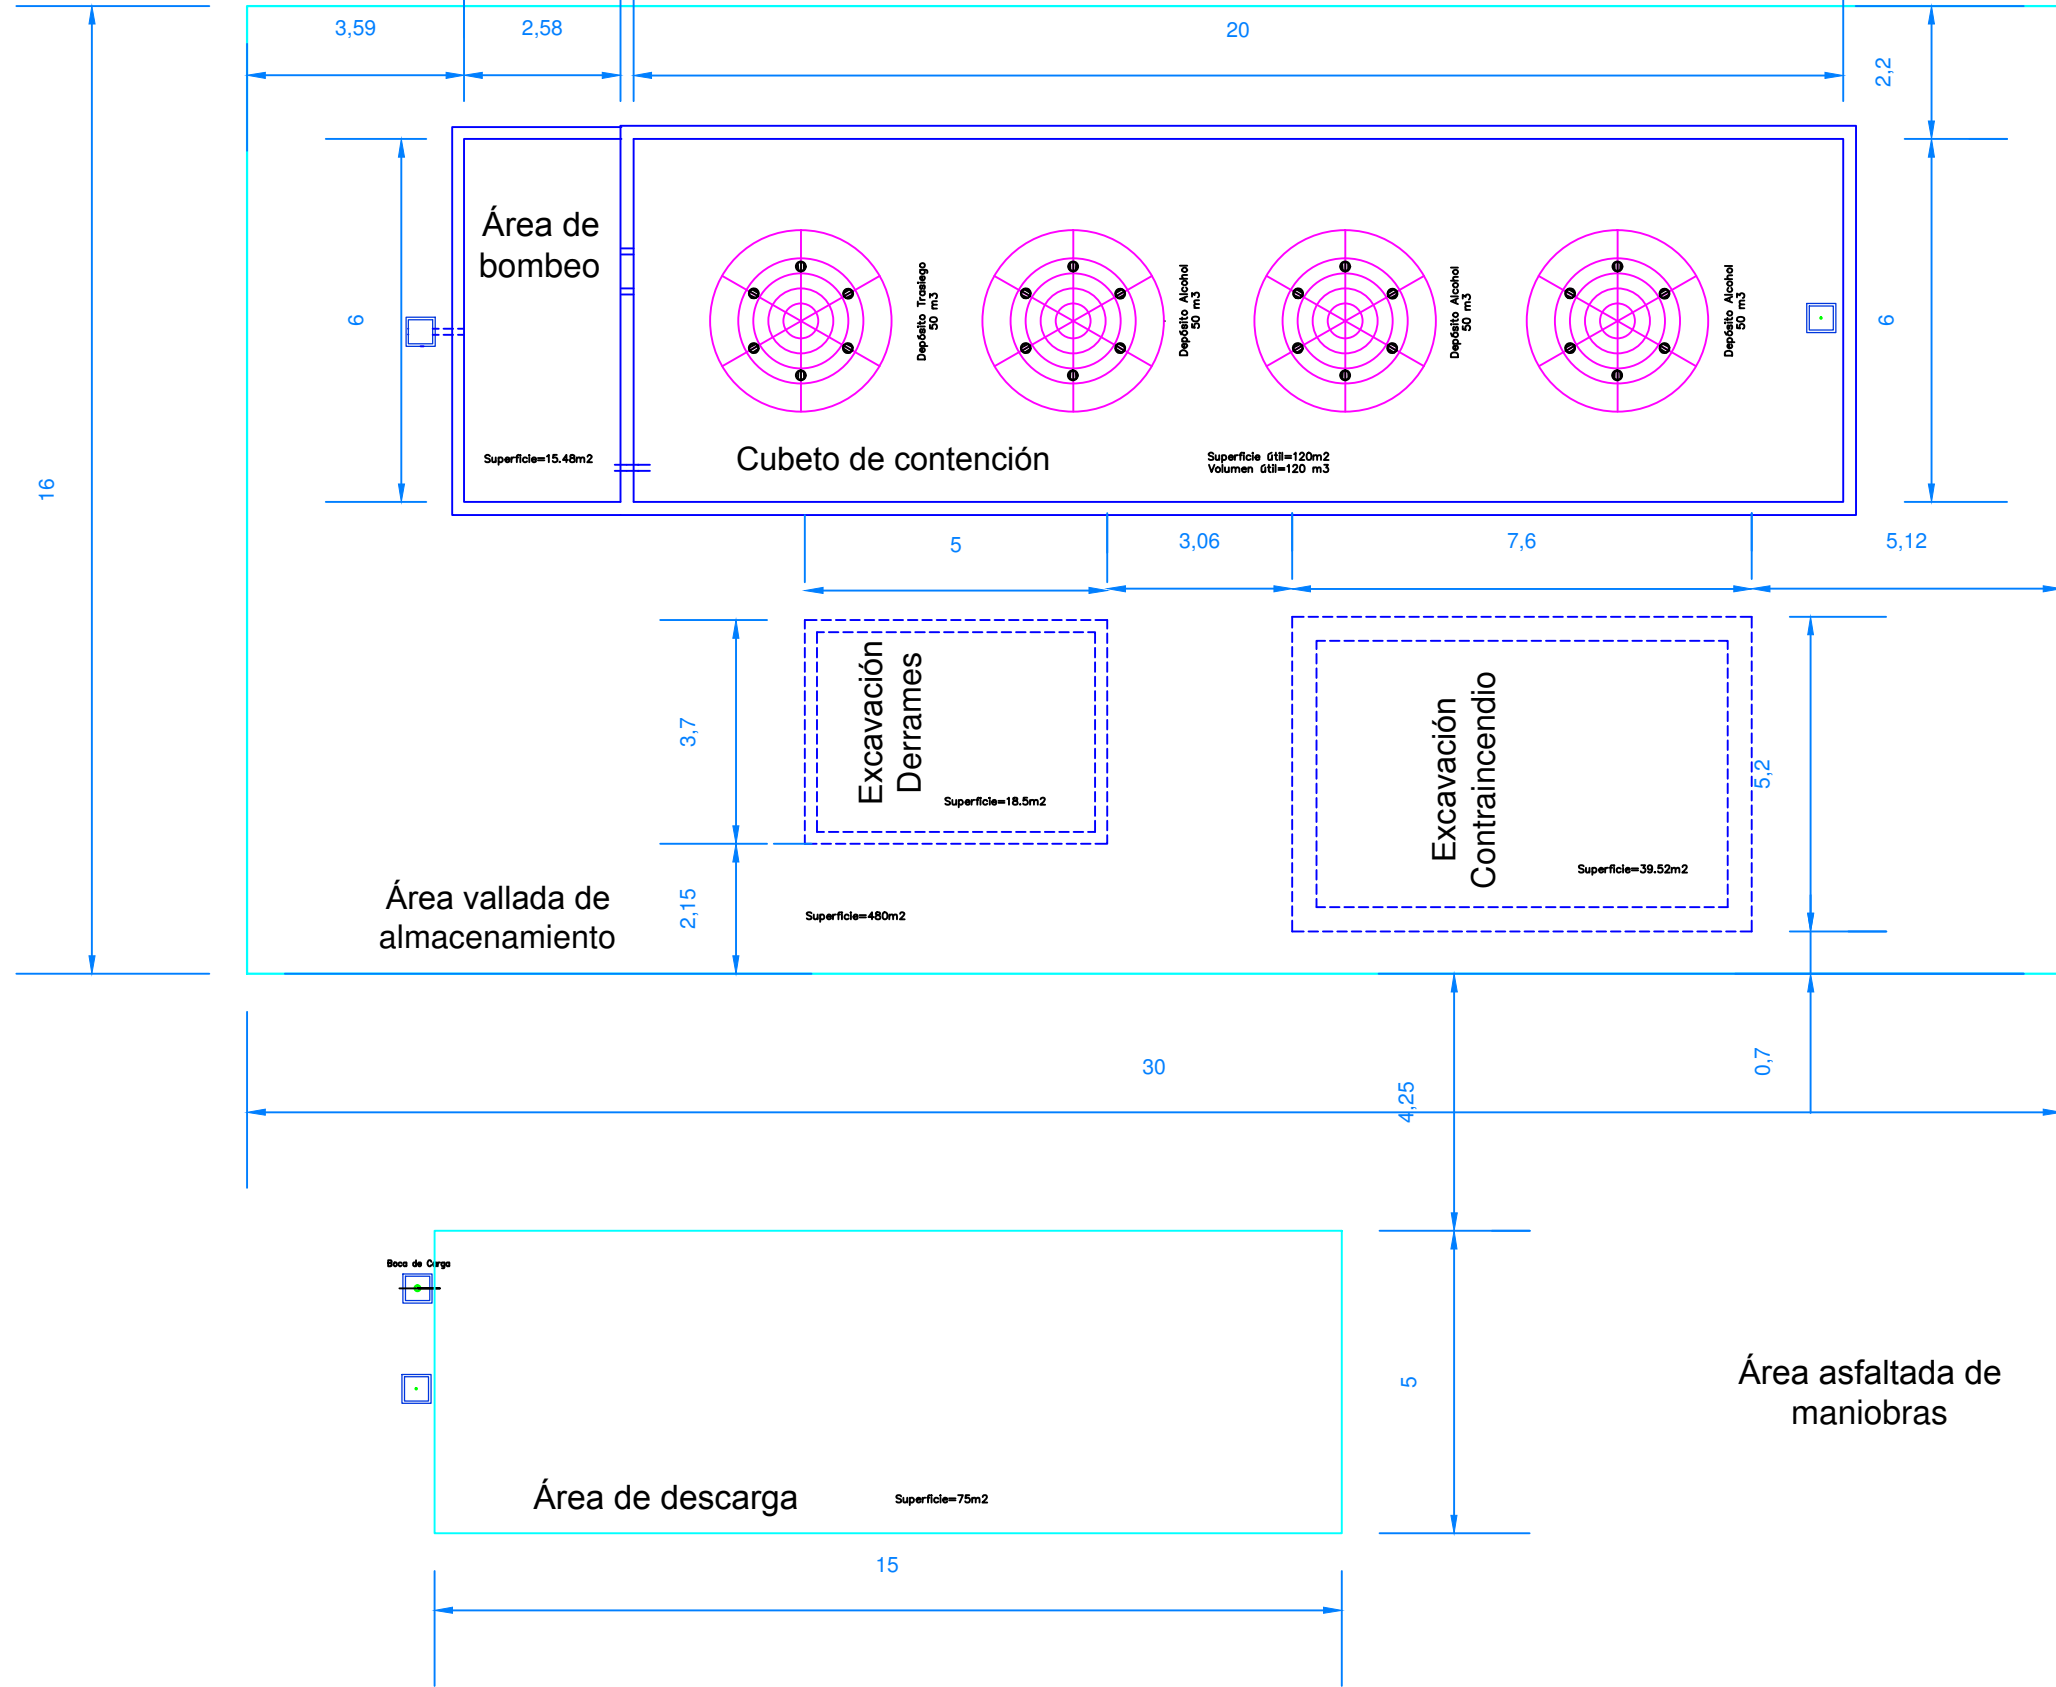 3,59
2,58
20
2,2
Área de
bombeo
6
16
Depósito Trasiego
50 m3
Depósito Alcohol
50 m3
Depósito Alcohol
50 m3
Depósito Alcohol
50 m3
6
Superficie=15.48m2
Cubeto de contención
Superficie útil=120m2
Volumen útil=120 m3
5
3,06
7,6
5,12
3,7
Excavación
Derrames
Superficie=18.5m2
Excavación
Contraincendio
Superficie=39.52m2
5,2
Área vallada de
almacenamiento
2,15
Superficie=480m2
30
4,25
0,7
Boca de Carga
5
Área asfaltada de
maniobras
Área de descarga
Superficie=75m2
15